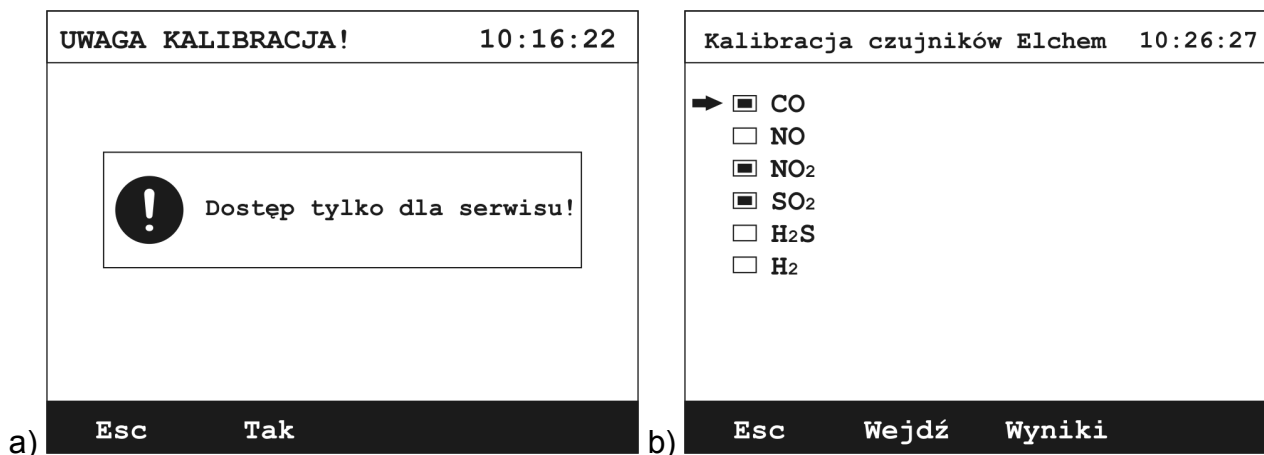 UWAGA KALIBRACJA! 10:16:22
Dostęp tylko dla serwisu!
Esc Tak
a)
Kalibracja czujników Elchem 10:26:27
CO
NO
NO₂
SO₂
H₂S
H₂
Esc Wejdź Wyniki
b)